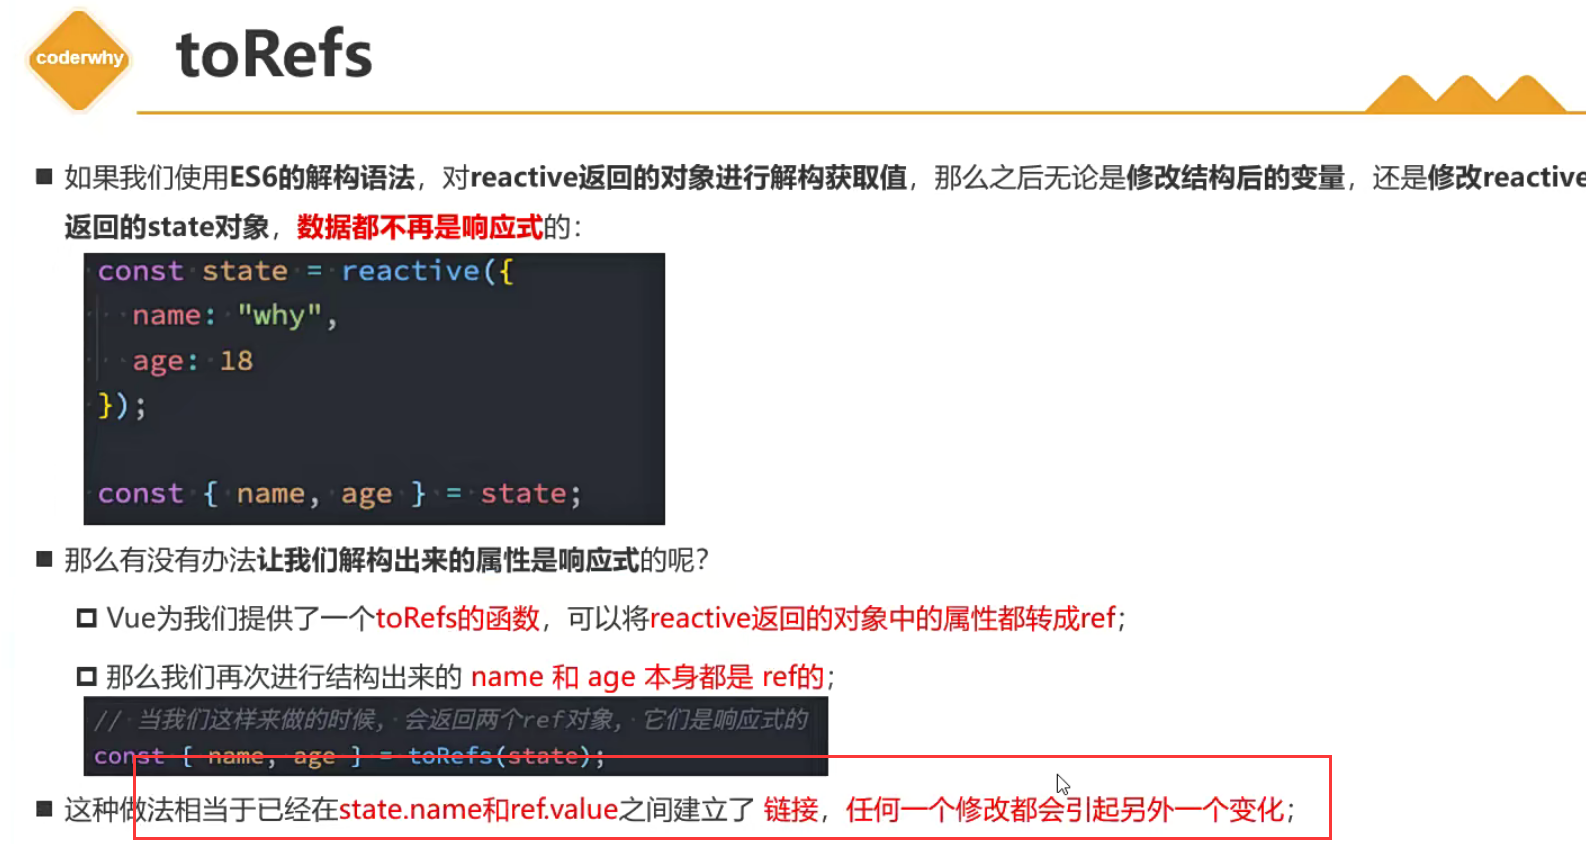 coderwhy
toRefs
■ 如果我们使用ES6的解构语法，对reactive返回的对象进行解构获取值，那么之后无论是修改结构后的变量，还是修改reactive
返回的state对象，数据都不再是响应式的：
const state = reactive({
name: "why",
age: 18
});
const { name, age } = state;
■ 那么有没有办法让我们解构出来的属性是响应式的呢？
Vue为我们提供了一个toRefs的函数，可以将reactive返回的对象中的属性都转成ref；
那么我们再次进行结构出来的 name 和 age 本身都是 ref的；
// 当我们这样来做的时候，会返回两个ref对象，它们是响应式的
const { name, age } = toRefs(state);
■ 这种做法相当于已经在state.name和ref.value之间建立了 链接，任何一个修改都会引起另外一个变化；